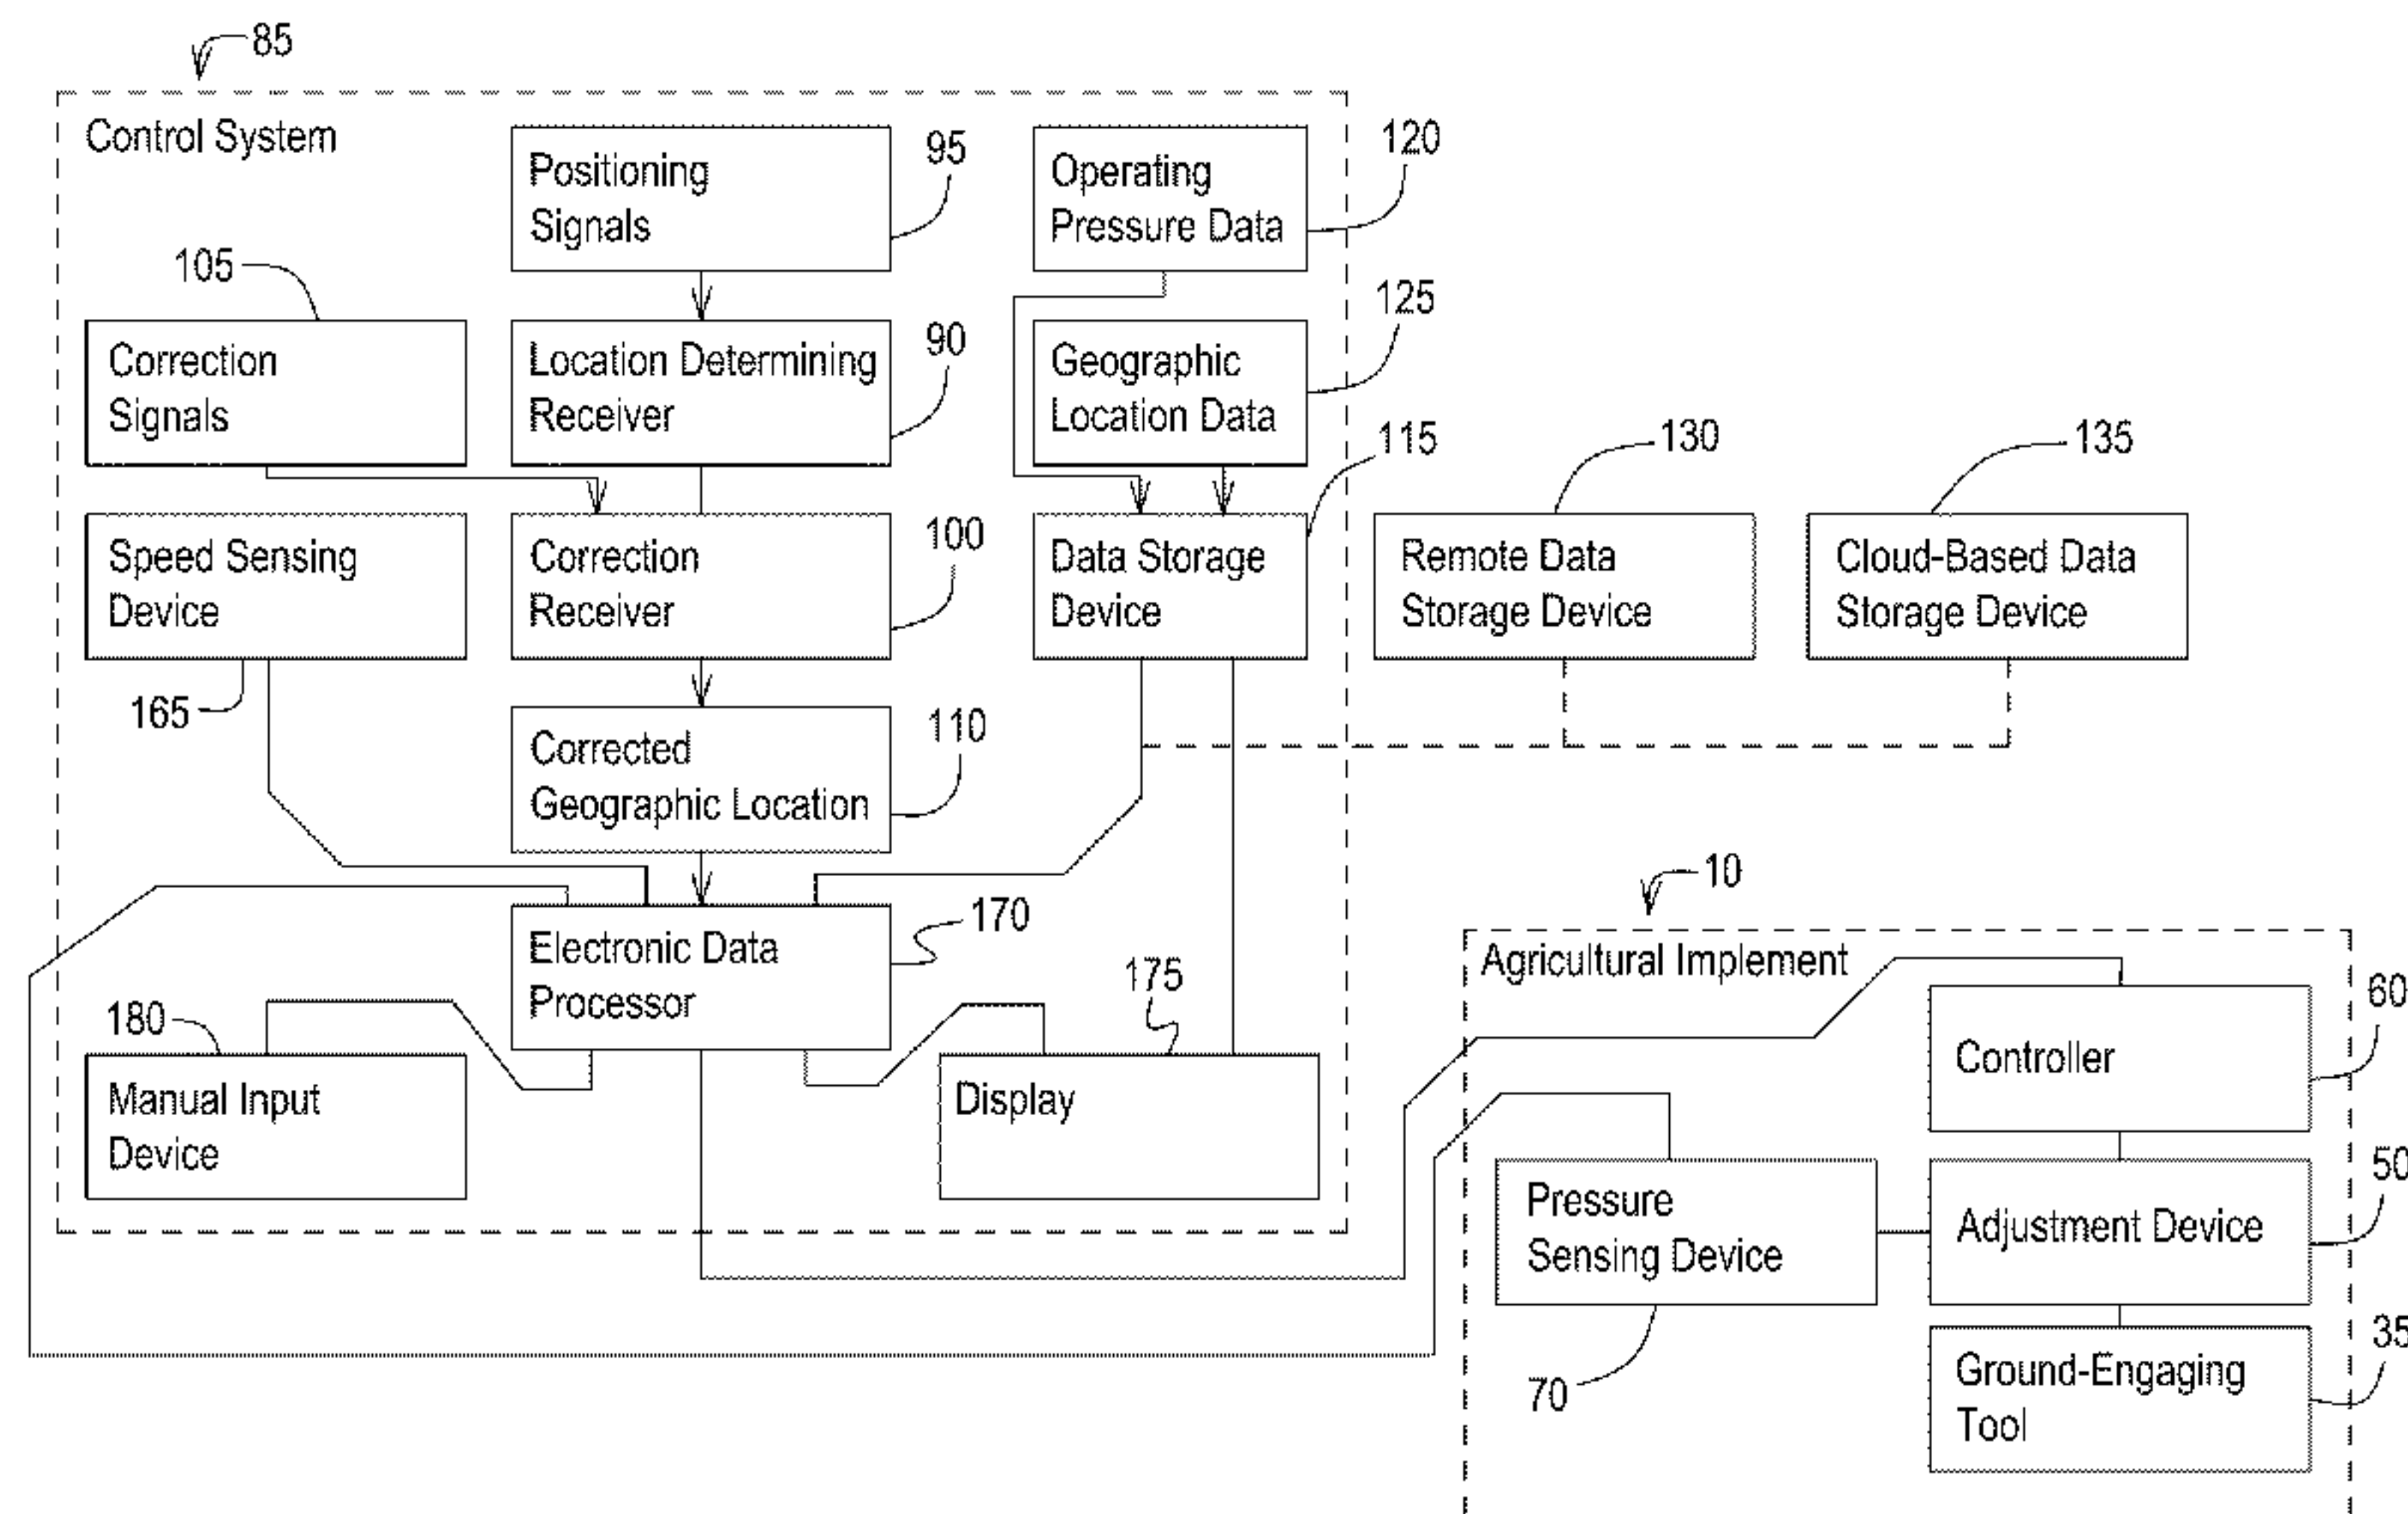 85
Control System
Positioning
Signals
95
Operating
Pressure Data
120
105
Correction
Signals
Location Determining
Receiver
90
Geographic
Location Data
125
115
130
135
Speed Sensing
Device
165
Correction
Receiver
100
Data Storage
Device
Remote Data
Storage Device
Cloud-Based Data
Storage Device
Corrected
Geographic Location
110
Electronic Data
Processor
170
175
180
Manual Input
Device
Display
10
Agricultural Implement
Controller
60
Pressure
Sensing Device
70
Adjustment Device
50
Ground-Engaging
Tool
35